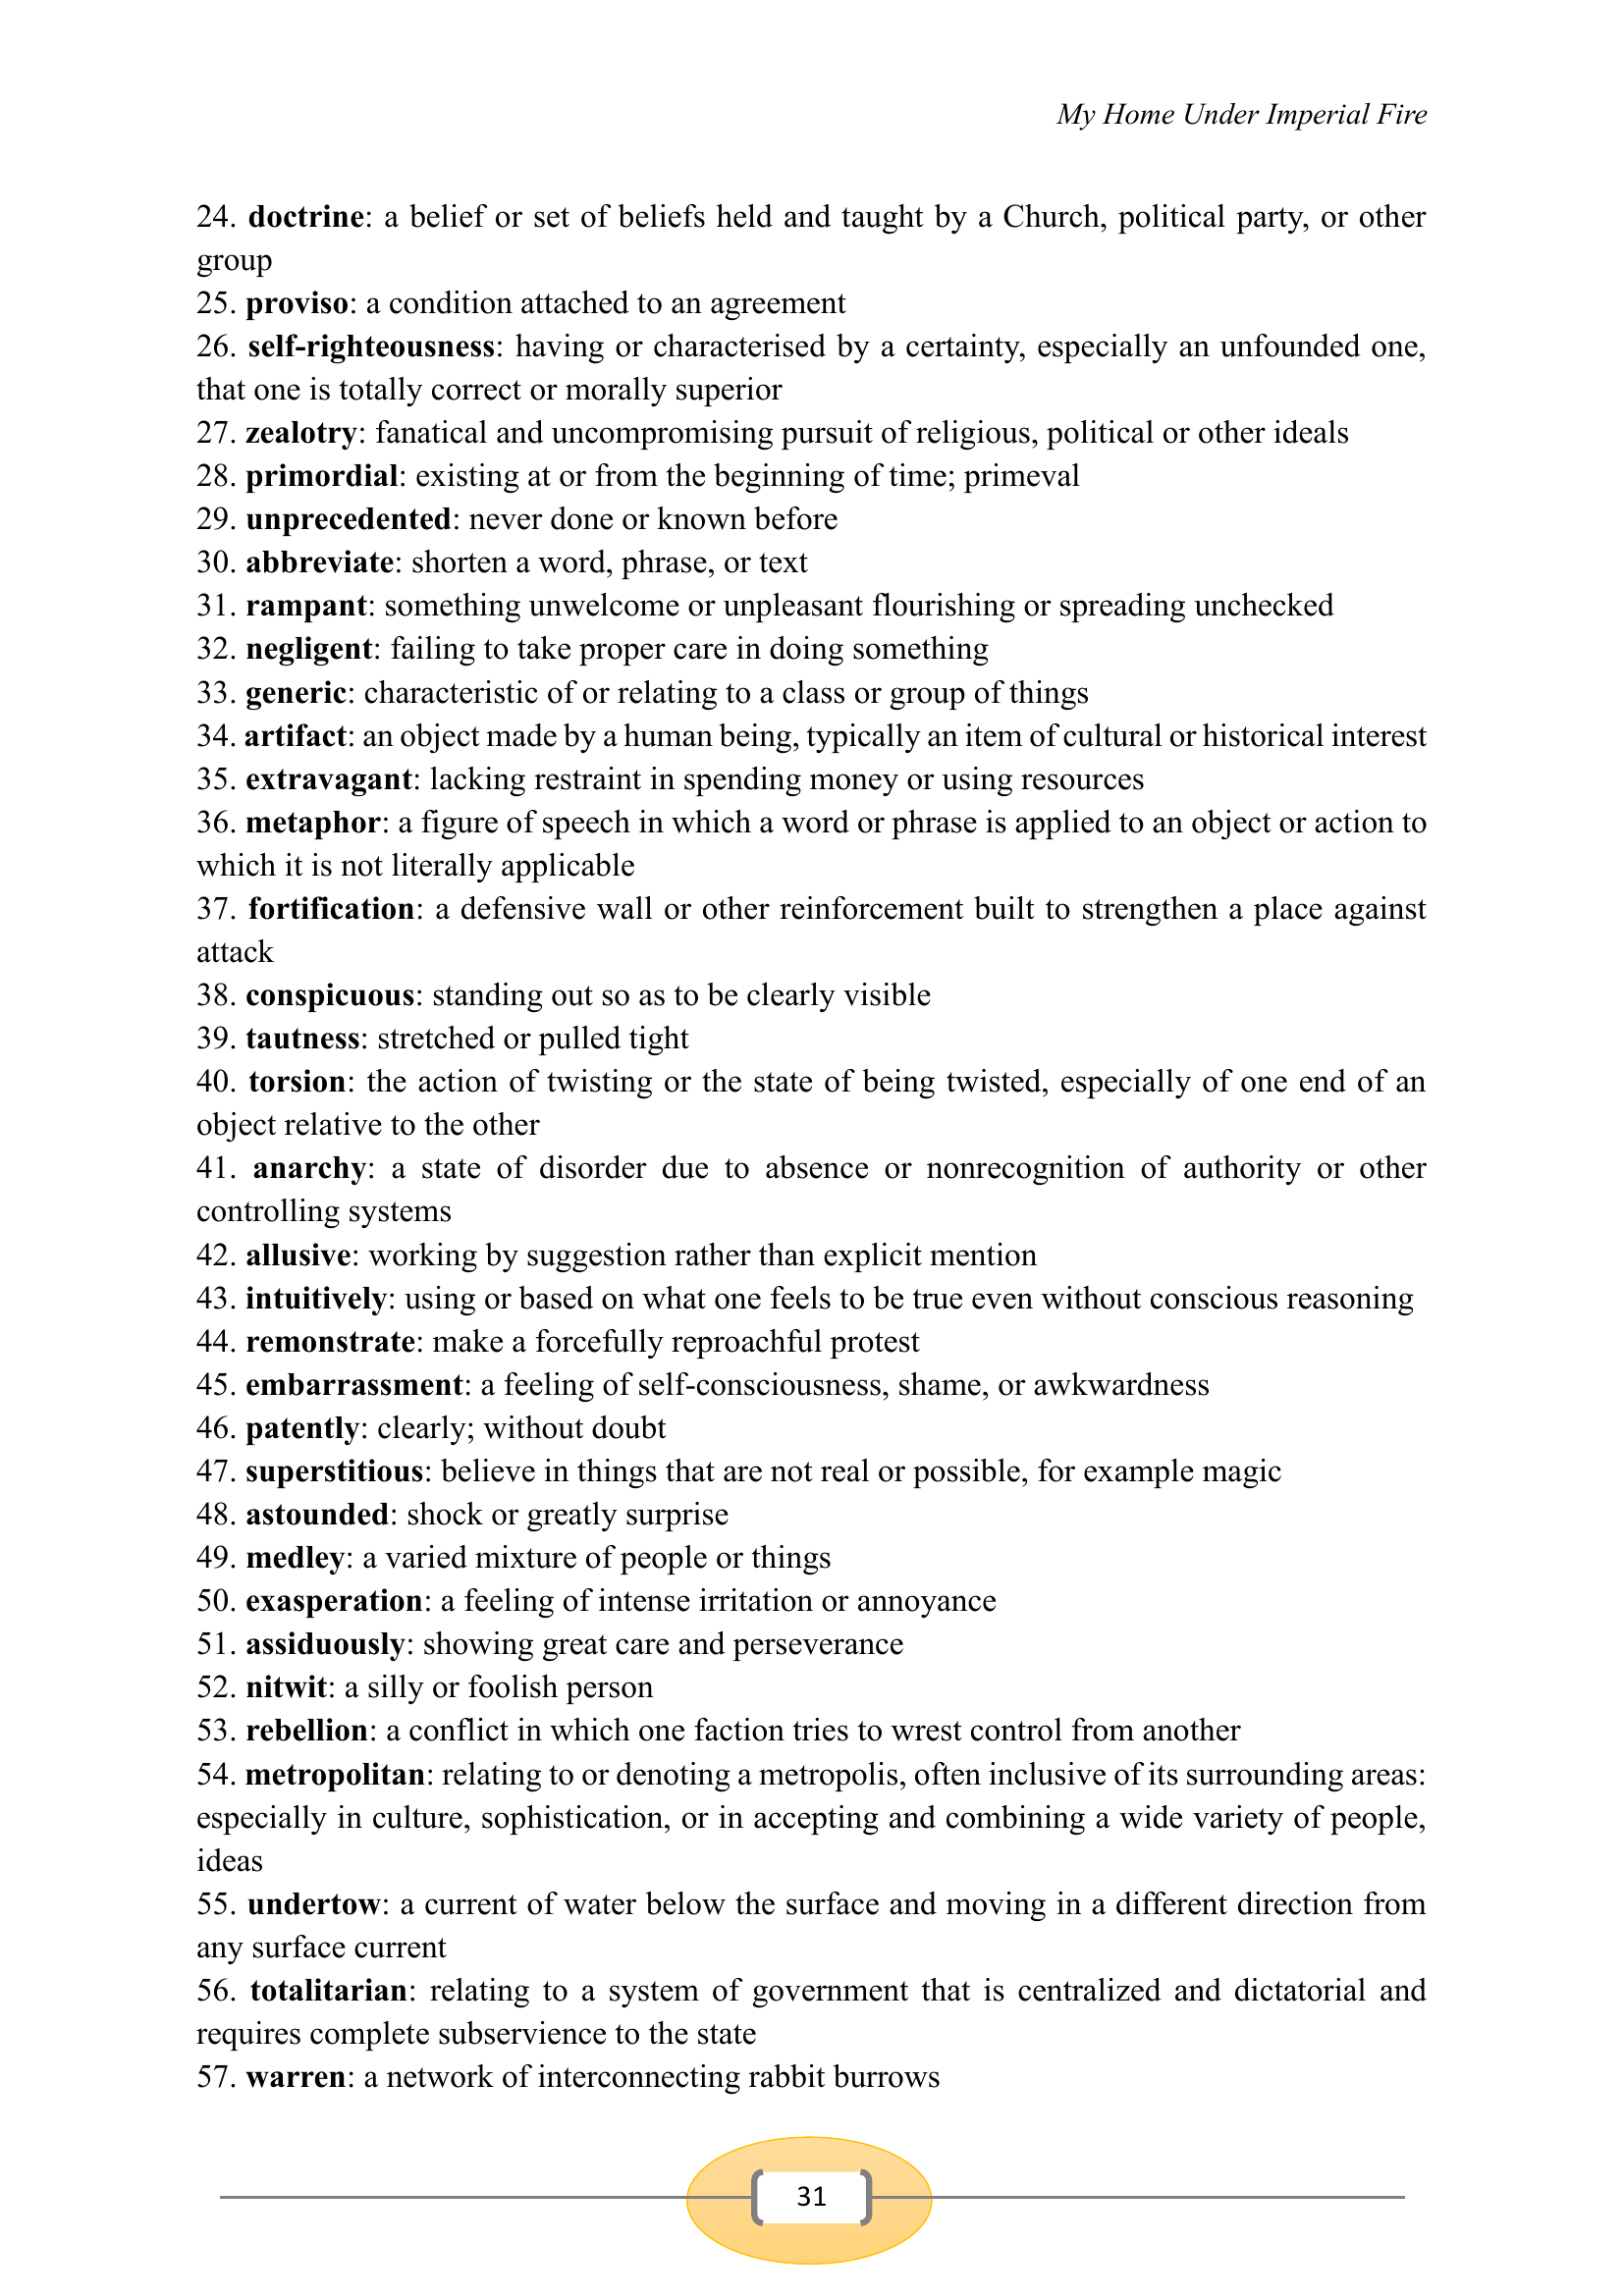 My Home Under Imperial Fire
24. doctrine: a belief or set of beliefs held and taught by a Church, political party, or other
group
25. proviso: a condition attached to an agreement
26. self-righteousness: having or characterised by a certainty, especially an unfounded one,
that one is totally correct or morally superior
27. zealotry: fanatical and uncompromising pursuit of religious, political or other ideals
28. primordial: existing at or from the beginning of time; primeval
29. unprecedented: never done or known before
30. abbreviate: shorten a word, phrase, or text
31. rampant: something unwelcome or unpleasant flourishing or spreading unchecked
32. negligent: failing to take proper care in doing something
33. generic: characteristic of or relating to a class or group of things
34. artifact: an object made by a human being, typically an item of cultural or historical interest
35. extravagant: lacking restraint in spending money or using resources
36. metaphor: a figure of speech in which a word or phrase is applied to an object or action to
which it is not literally applicable
37. fortification: a defensive wall or other reinforcement built to strengthen a place against
attack
38. conspicuous: standing out so as to be clearly visible
39. tautness: stretched or pulled tight
40. torsion: the action of twisting or the state of being twisted, especially of one end of an
object relative to the other
41. anarchy: a state of disorder due to absence or nonrecognition of authority or other
controlling systems
42. allusive: working by suggestion rather than explicit mention
43. intuitively: using or based on what one feels to be true even without conscious reasoning
44. remonstrate: make a forcefully reproachful protest
45. embarrassment: a feeling of self-consciousness, shame, or awkwardness
46. patently: clearly; without doubt
47. superstitious: believe in things that are not real or possible, for example magic
48. astounded: shock or greatly surprise
49. medley: a varied mixture of people or things
50. exasperation: a feeling of intense irritation or annoyance
51. assiduously: showing great care and perseverance
52. nitwit: a silly or foolish person
53. rebellion: a conflict in which one faction tries to wrest control from another
54. metropolitan: relating to or denoting a metropolis, often inclusive of its surrounding areas:
especially in culture, sophistication, or in accepting and combining a wide variety of people,
ideas
55. undertow: a current of water below the surface and moving in a different direction from
any surface current
56. totalitarian: relating to a system of government that is centralized and dictatorial and
requires complete subservience to the state
57. warren: a network of interconnecting rabbit burrows
31